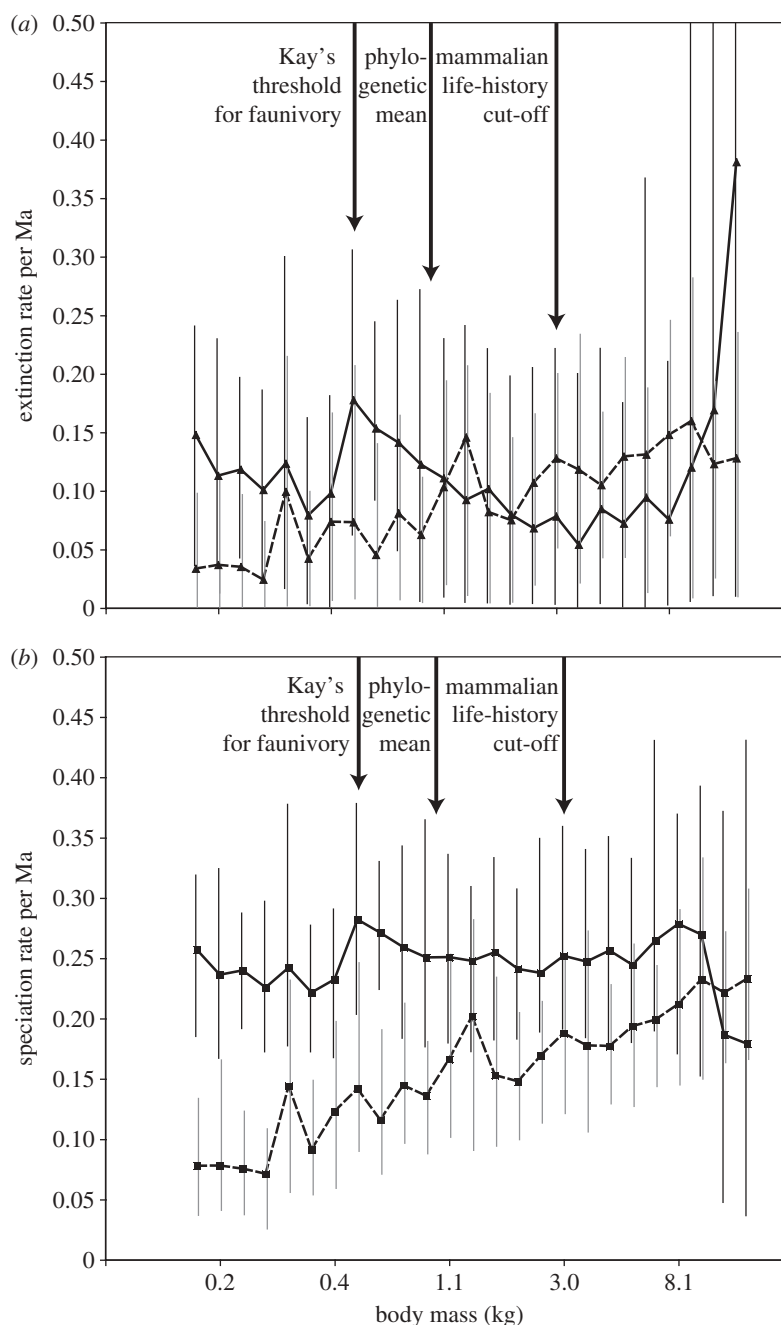 (a)
0.50
0.45
0.40
0.35
0.30
0.25
0.20
0.15
0.10
0.05
0
extinction rate per Ma
Kay's
threshold
for faunivory
phylo-
genetic
mean
mammalian
life-history
cut-off
(b)
0.50
0.45
0.40
0.35
0.30
0.25
0.20
0.15
0.10
0.05
0
speciation rate per Ma
Kay's
threshold
for faunivory
phylo-
genetic
mean
mammalian
life-history
cut-off
0.2
0.4
1.1
3.0
8.1
body mass (kg)